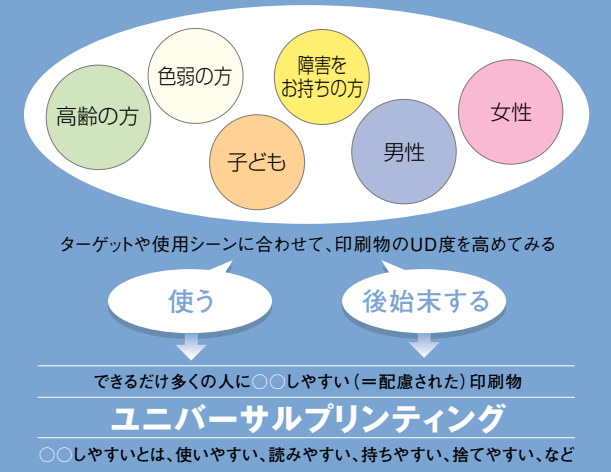 高齢の方
色弱の方
障害を
お持ちの方
子ども
男性
女性
ターゲットや使用シーンに合わせて、印刷物のUD度を高めてみる
使う
後始末する
できるだけ多くの人に○○しやすい(=配慮された)印刷物
ユニバーサルプリンティング
○○しやすいとは、使いやすい、読みやすい、持ちやすい、捨てやすい、など